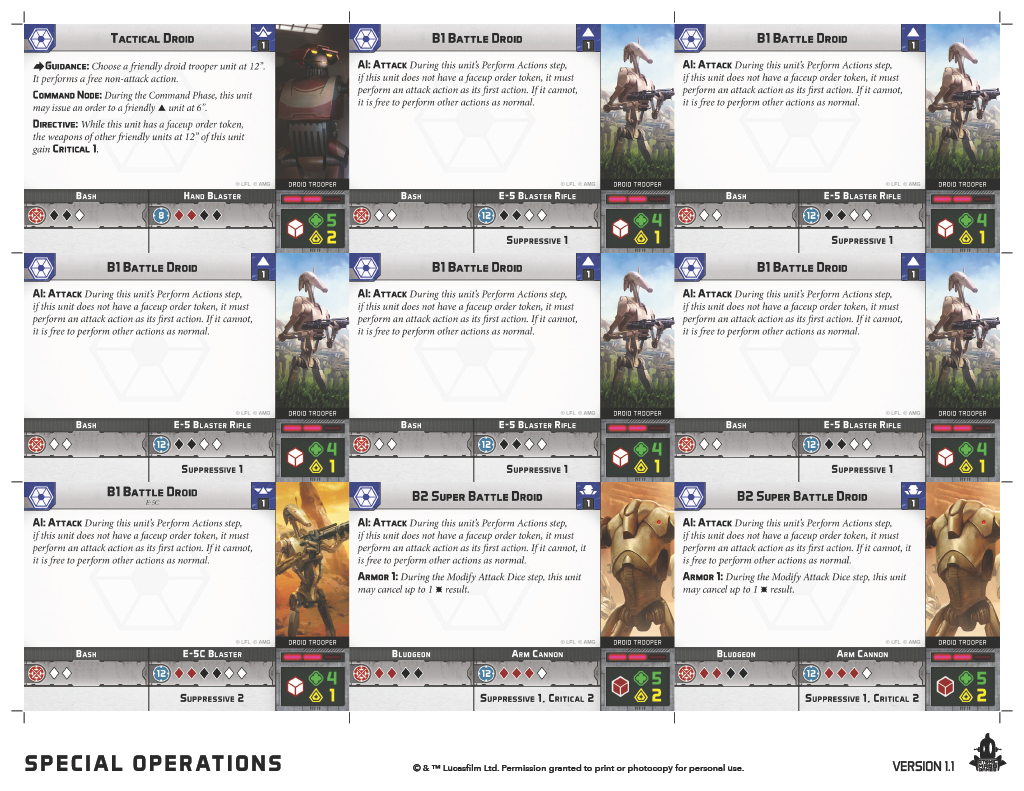 TACTICAL DROID
1
GUIDANCE: Choose a friendly droid trooper unit at 12".
It performs a free non-attack action.
COMMAND NODE: During the Command Phase, this unit
may issue an order to a friendly ▲ unit at 6".
DIRECTIVE: While this unit has a faceup order token,
the weapons of other friendly units at 12" of this unit
gain CRITICAL 1.
© LFL © AMG
DROID TROOPER
BASH
HAND BLASTER
8
5
2
B1 BATTLE DROID
1
AI: ATTACK During this unit's Perform Actions step,
if this unit does not have a faceup order token, it must
perform an attack action as its first action. If it cannot,
it is free to perform other actions as normal.
© LFL © AMG
DROID TROOPER
BASH
E-5 BLASTER RIFLE
12
SUPPRESSIVE 1
4
1
B1 BATTLE DROID
1
AI: ATTACK During this unit's Perform Actions step,
if this unit does not have a faceup order token, it must
perform an attack action as its first action. If it cannot,
it is free to perform other actions as normal.
© LFL © AMG
DROID TROOPER
BASH
E-5 BLASTER RIFLE
12
SUPPRESSIVE 1
4
1
B1 BATTLE DROID
1
AI: ATTACK During this unit's Perform Actions step,
if this unit does not have a faceup order token, it must
perform an attack action as its first action. If it cannot,
it is free to perform other actions as normal.
© LFL © AMG
DROID TROOPER
BASH
E-5 BLASTER RIFLE
12
SUPPRESSIVE 1
4
1
B1 BATTLE DROID
1
AI: ATTACK During this unit's Perform Actions step,
if this unit does not have a faceup order token, it must
perform an attack action as its first action. If it cannot,
it is free to perform other actions as normal.
© LFL © AMG
DROID TROOPER
BASH
E-5 BLASTER RIFLE
12
SUPPRESSIVE 1
4
1
B1 BATTLE DROID
1
AI: ATTACK During this unit's Perform Actions step,
if this unit does not have a faceup order token, it must
perform an attack action as its first action. If it cannot,
it is free to perform other actions as normal.
© LFL © AMG
DROID TROOPER
BASH
E-5 BLASTER RIFLE
12
SUPPRESSIVE 1
4
1
B1 BATTLE DROID
E-5C
1
AI: ATTACK During this unit's Perform Actions step,
if this unit does not have a faceup order token, it must
perform an attack action as its first action. If it cannot,
it is free to perform other actions as normal.
© LFL © AMG
DROID TROOPER
BASH
E-5C BLASTER
12
SUPPRESSIVE 2
4
1
B2 SUPER BATTLE DROID
1
AI: ATTACK During this unit's Perform Actions step,
if this unit does not have a faceup order token, it must
perform an attack action as its first action. If it cannot, it
is free to perform other actions as normal.
ARMOR 1: During the Modify Attack Dice step, this unit
may cancel up to 1 result.
© LFL © AMG
DROID TROOPER
BLUDGEON
ARM CANNON
12
SUPPRESSIVE 1, CRITICAL 2
5
2
B2 SUPER BATTLE DROID
1
AI: ATTACK During this unit's Perform Actions step,
if this unit does not have a faceup order token, it must
perform an attack action as its first action. If it cannot, it
is free to perform other actions as normal.
ARMOR 1: During the Modify Attack Dice step, this unit
may cancel up to 1 result.
© LFL © AMG
DROID TROOPER
BLUDGEON
ARM CANNON
12
SUPPRESSIVE 1, CRITICAL 2
5
2
SPECIAL OPERATIONS
© & ™ Lucasfilm Ltd. Permission granted to print or photocopy for personal use.
VERSION 1.1